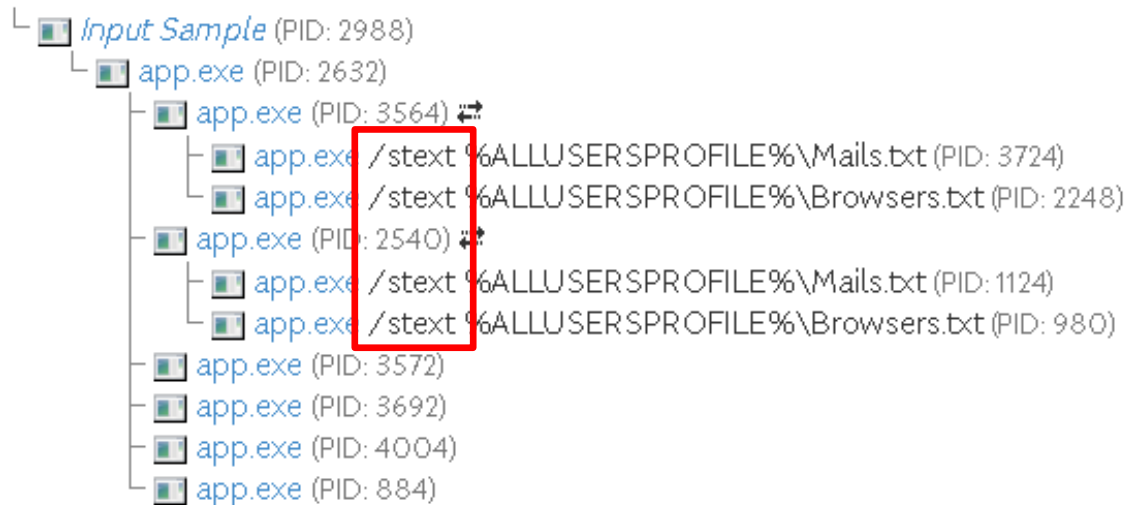 Input Sample (PID: 2988)
app.exe (PID: 2632)
app.exe (PID: 3564)
app.exe /stext %ALLUSERSPROFILE%\Mails.txt (PID: 3724)
app.exe /stext %ALLUSERSPROFILE%\Browsers.txt (PID: 2248)
app.exe (PID: 2540)
app.exe /stext %ALLUSERSPROFILE%\Mails.txt (PID: 1124)
app.exe /stext %ALLUSERSPROFILE%\Browsers.txt (PID: 980)
app.exe (PID: 3572)
app.exe (PID: 3692)
app.exe (PID: 4004)
app.exe (PID: 884)